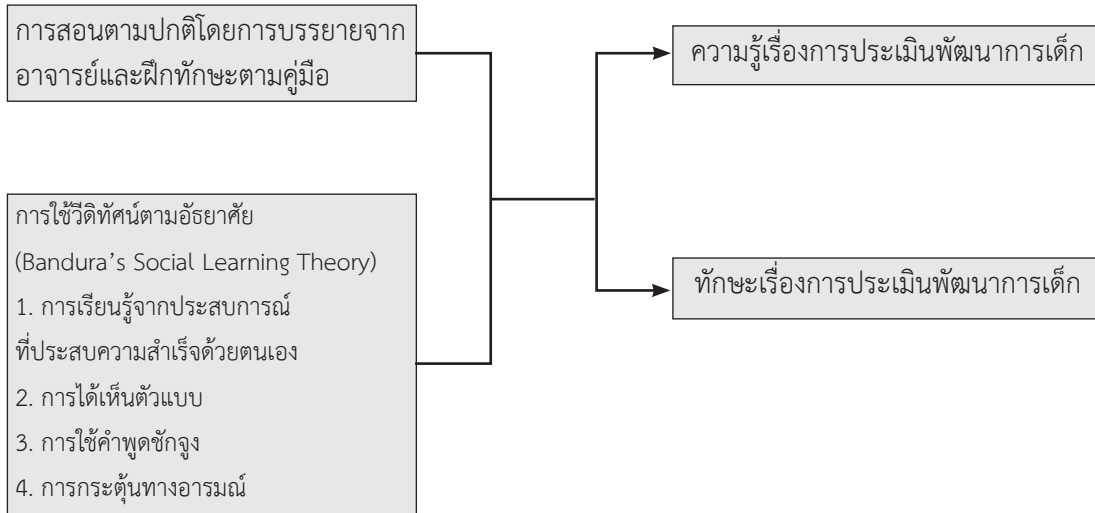 การสอนตามปกติโดยการบรรยายจาก
อาจารย์และฝึกทักษะตามคู่มือ
การใช้วีดิทัศน์ตามอัธยาศัย
(Bandura's Social Learning Theory)
1. การเรียนรู้จากประสบการณ์
ที่ประสบความสำเร็จด้วยตนเอง
2. การได้เห็นตัวแบบ
3. การใช้คำพูดชักจูง
4. การกระตุ้นทางอารมณ์
ความรู้เรื่องการประเมินพัฒนาการเด็ก
ทักษะเรื่องการประเมินพัฒนาการเด็ก